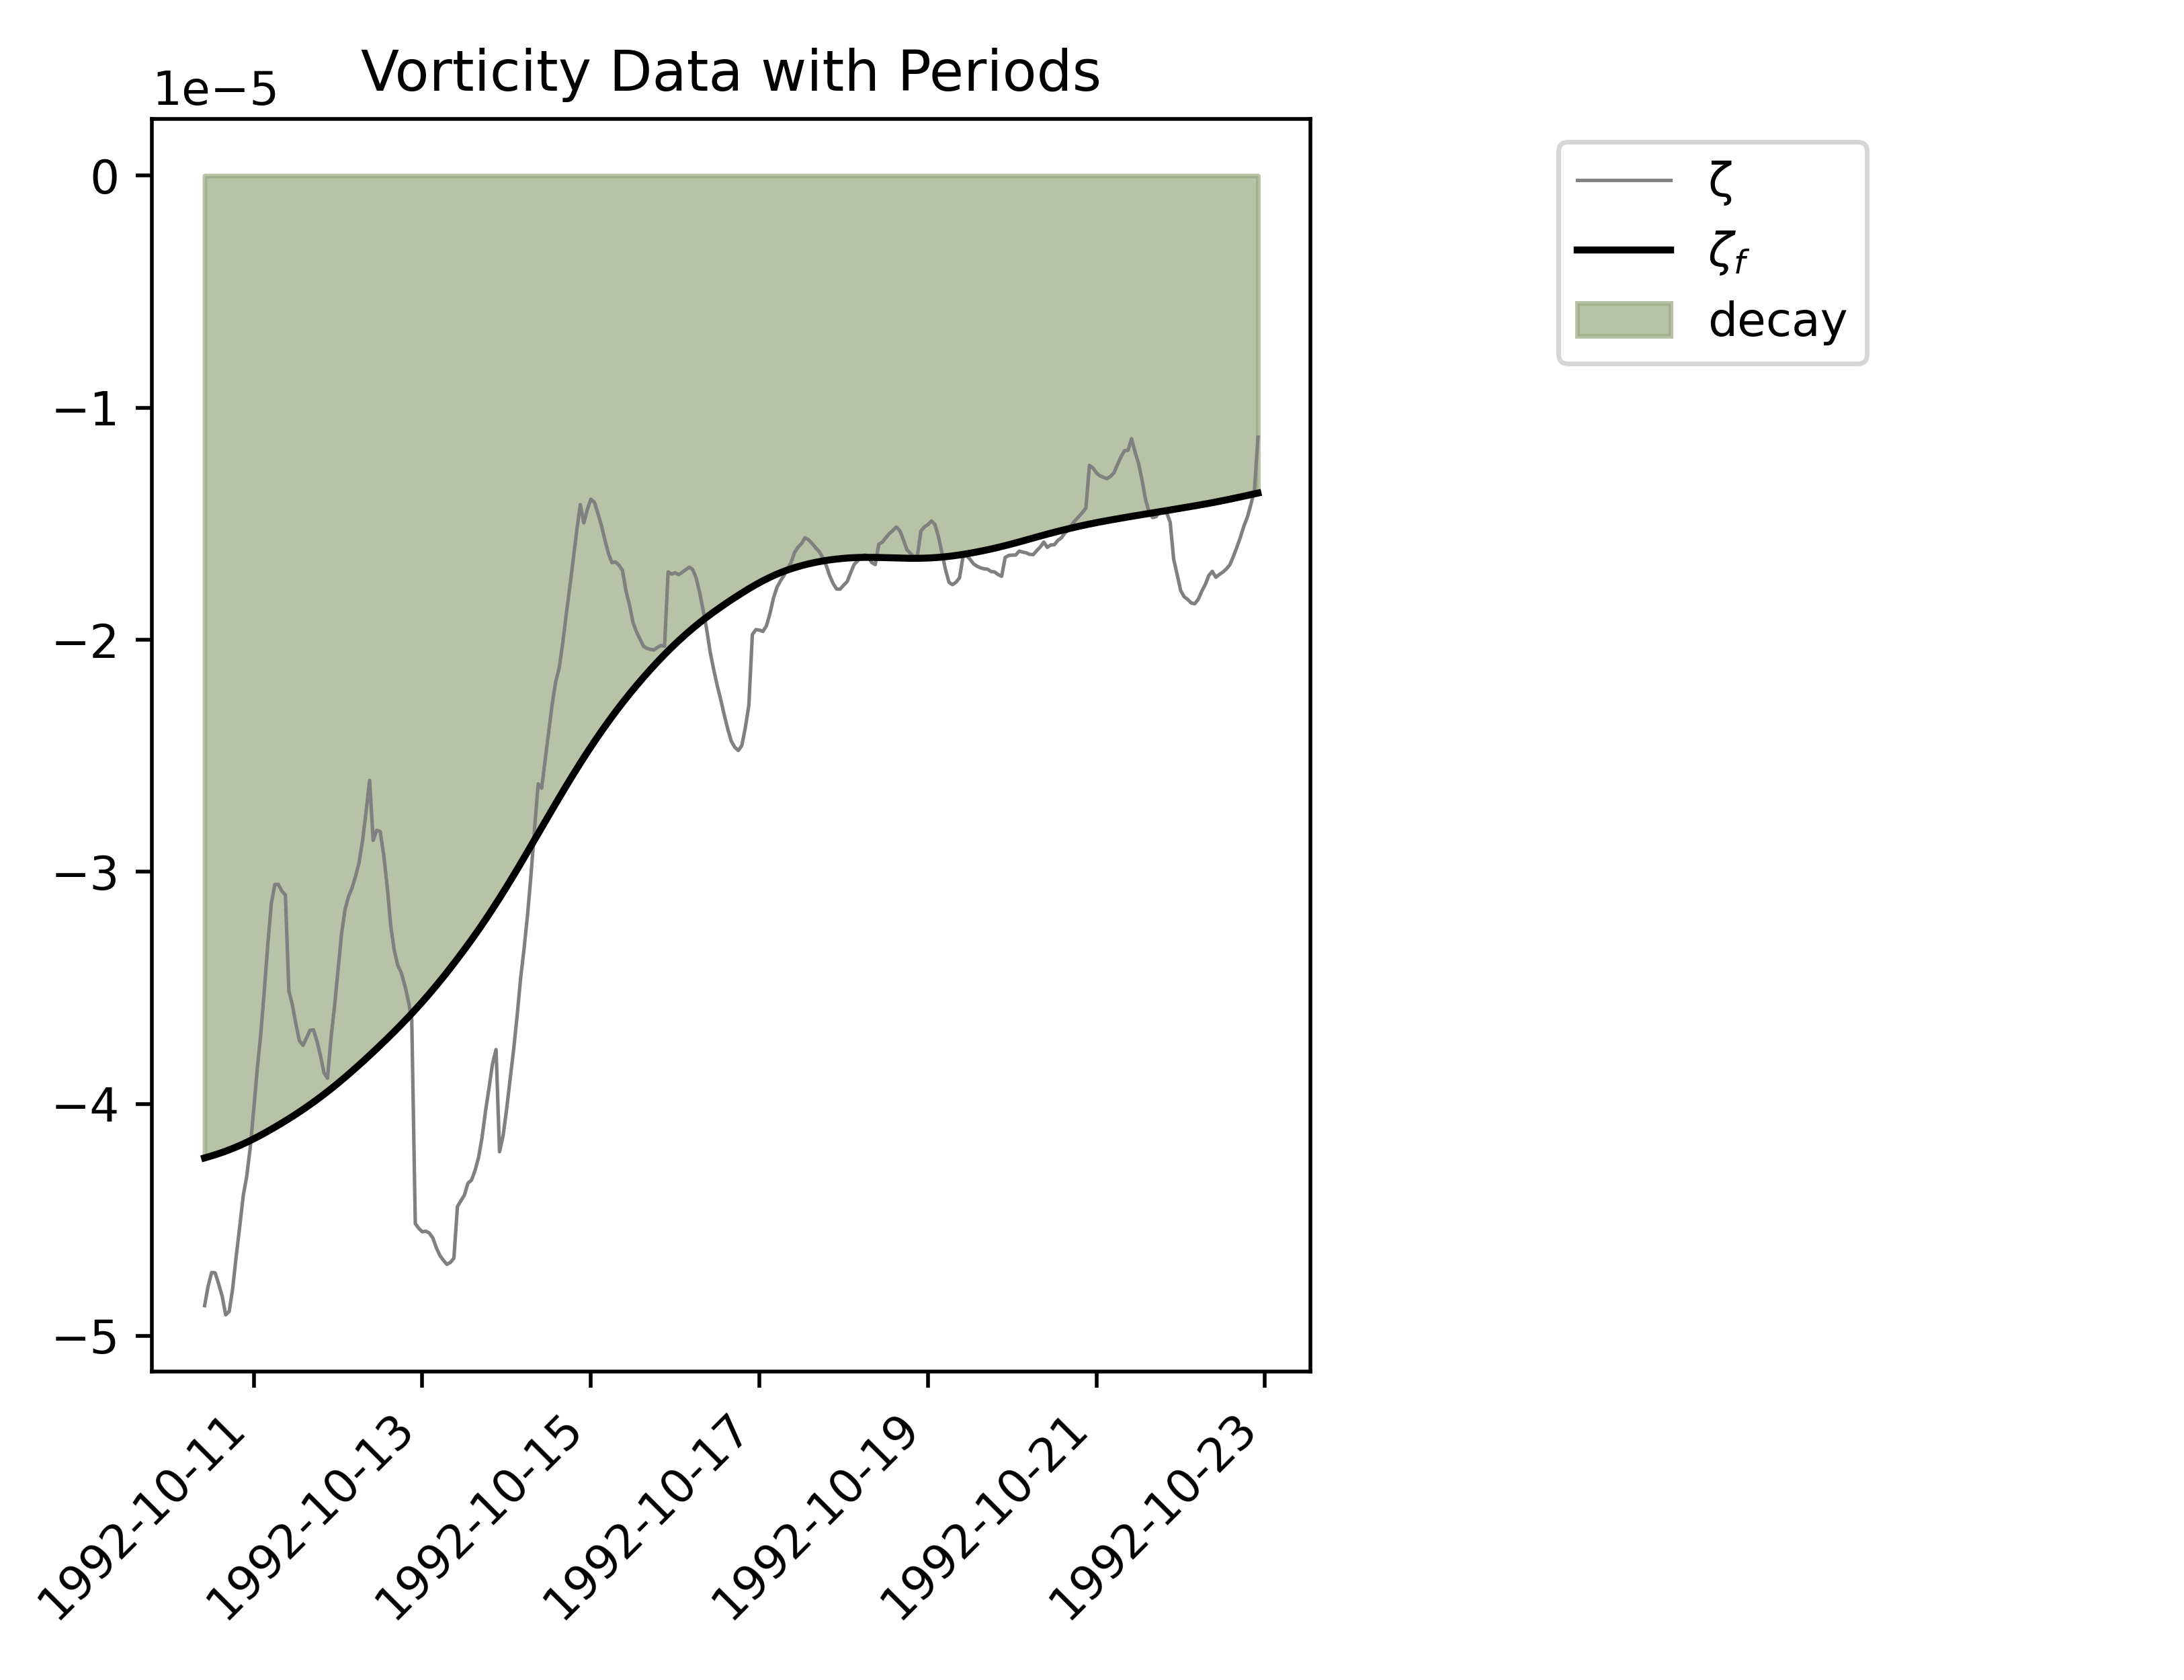 Vorticity Data with Periods
1e−5
0
−1
−2
−3
−4
−5
1992-10-11
1992-10-13
1992-10-15
1992-10-17
1992-10-19
1992-10-21
1992-10-23
ζ
ζf
decay